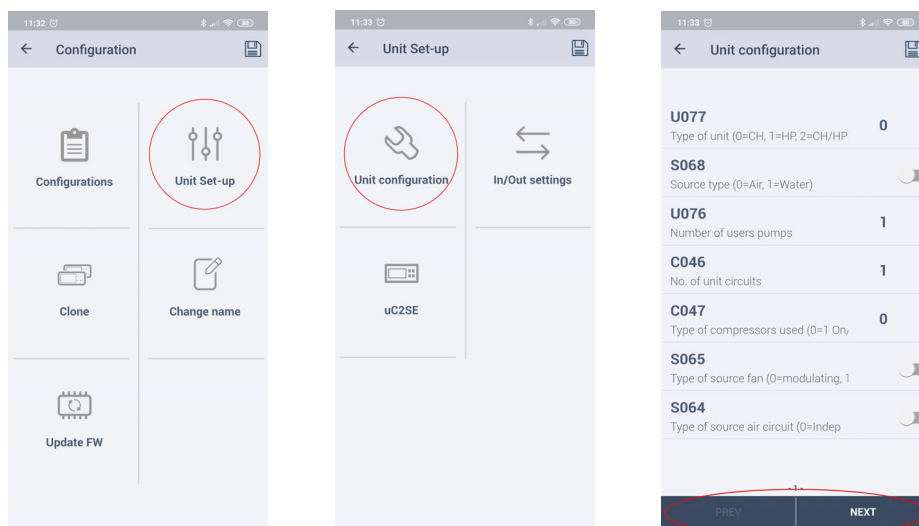 11:32
Configuration
Configurations
Unit Set-up
Clone
Change name
Update FW
11:33
Unit Set-up
Unit configuration
In/Out settings
uC2SE
11:33
Unit configuration
U077
0
Type of unit (0=CH, 1=HP, 2=CH/HP
S068
Source type (0=Air, 1=Water)
U076
1
Number of users pumps
C046
1
No. of unit circuits
C047
0
Type of compressors used (0=1 On/
S065
Type of source fan (0=modulating, 1
S064
Type of source air circuit (0=Indep
-1-
PREV
NEXT